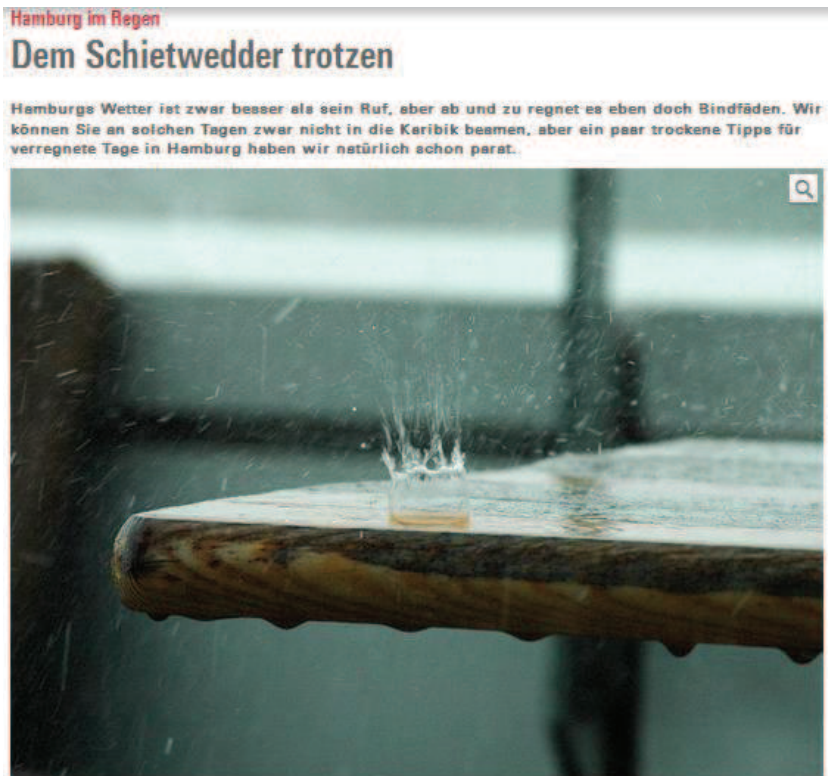 Hamburg im Regen
Dem Schietwedder trotzen
Hamburgs Wetter ist zwar besser als sein Ruf, aber ab und zu regnet es eben doch Bindfäden. Wir
können Sie an solchen Tagen zwar nicht in die Karibik beamen, aber ein paar trockene Tipps für
verregnete Tage in Hamburg haben wir natürlich schon parat.